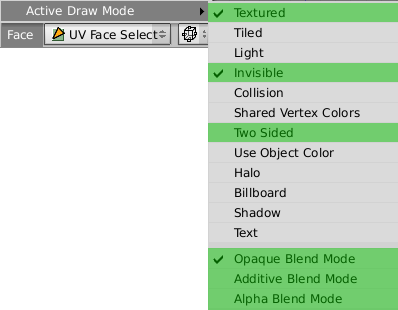 Active Draw Mode
Face
UV Face Select
Textured
Tiled
Light
Invisible
Collision
Shared Vertex Colors
Two Sided
Use Object Color
Halo
Billboard
Shadow
Text
Opaque Blend Mode
Additive Blend Mode
Alpha Blend Mode